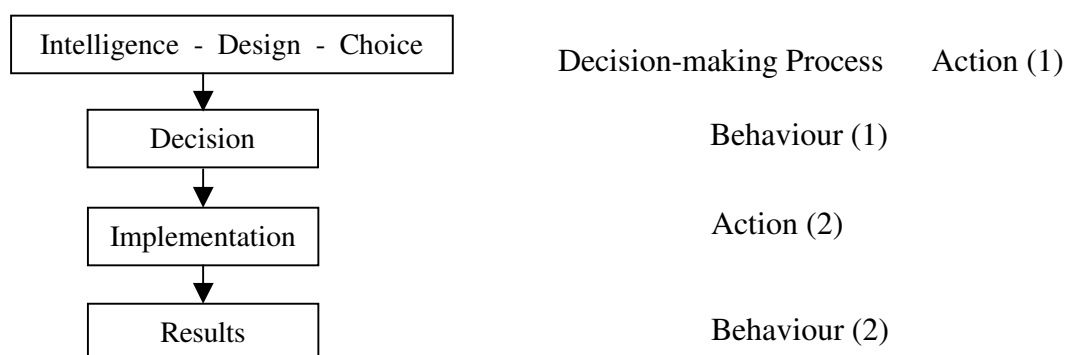 Intelligence - Design - Choice
Decision-making Process Action (1)
Decision
Behaviour (1)
Implementation
Action (2)
Results
Behaviour (2)